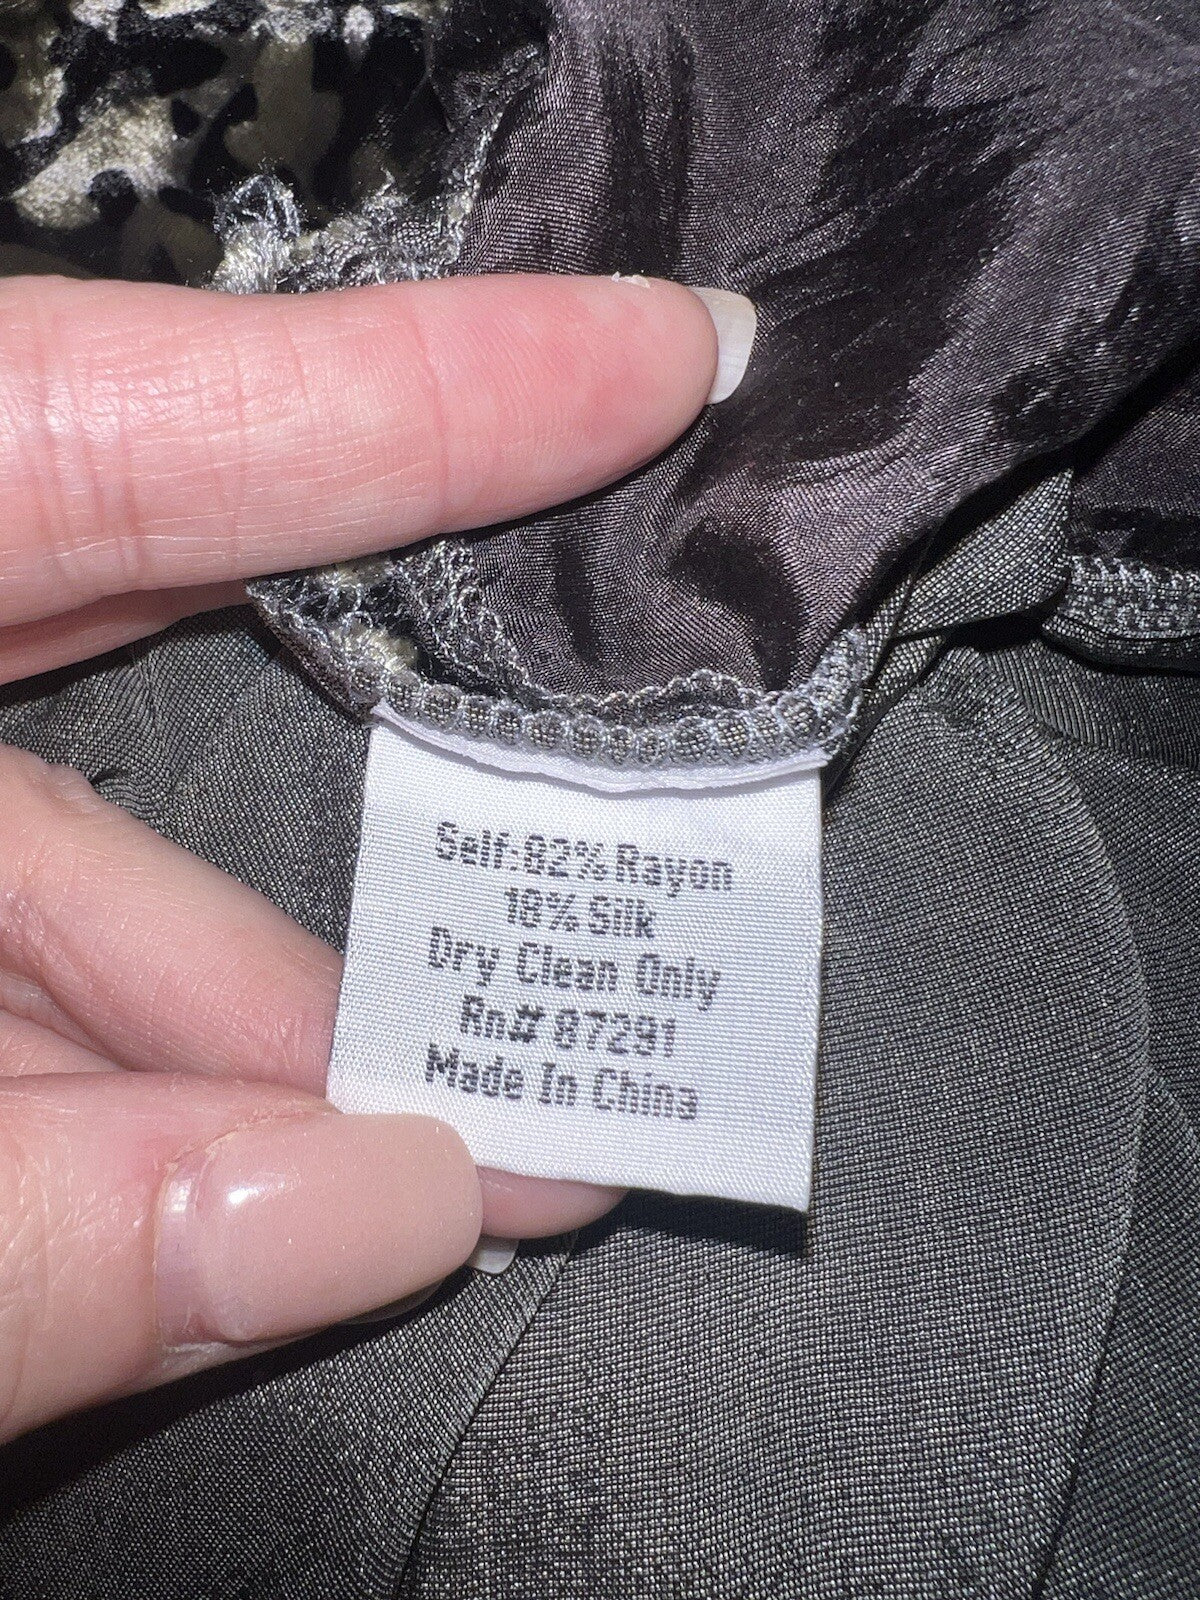 Self:82%Rayon
18% Silk
Dry Clean Only
Rn# 87291
Made In China